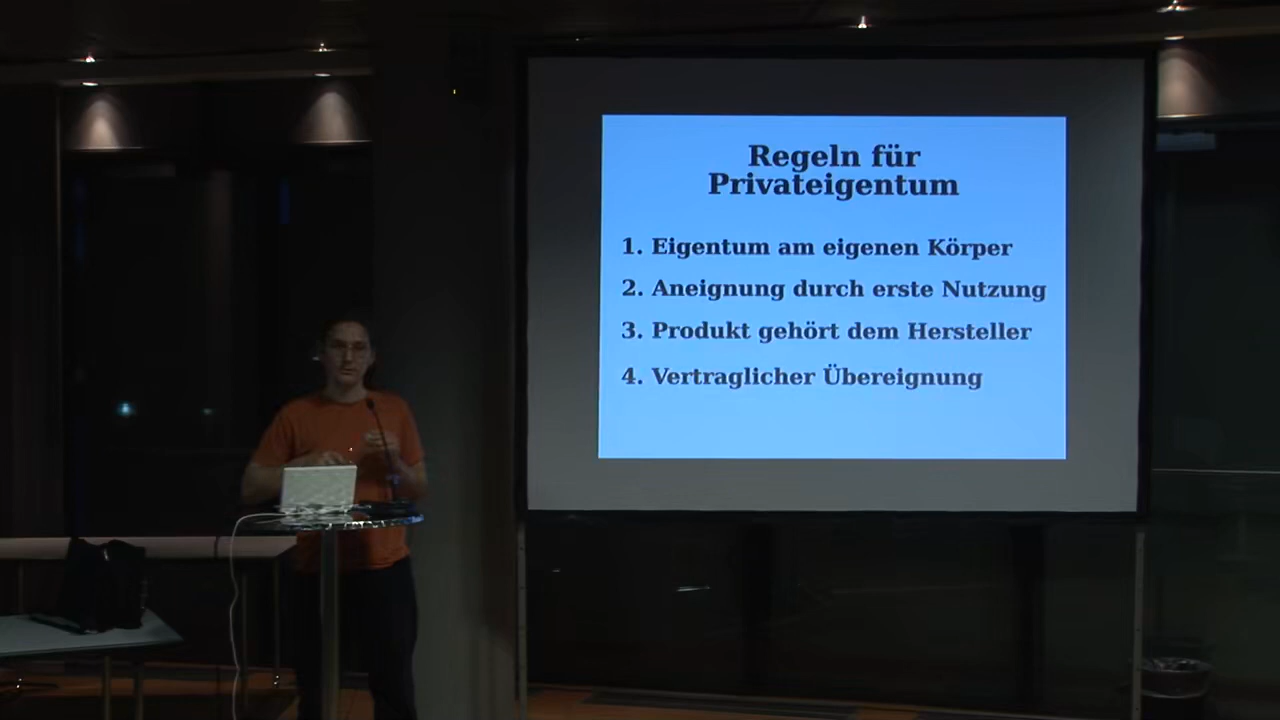 Regeln für
Privateigentum
1. Eigentum am eigenen Körper
2. Aneignung durch erste Nutzung
3. Produkt gehört dem Hersteller
4. Vertraglicher Übereignung